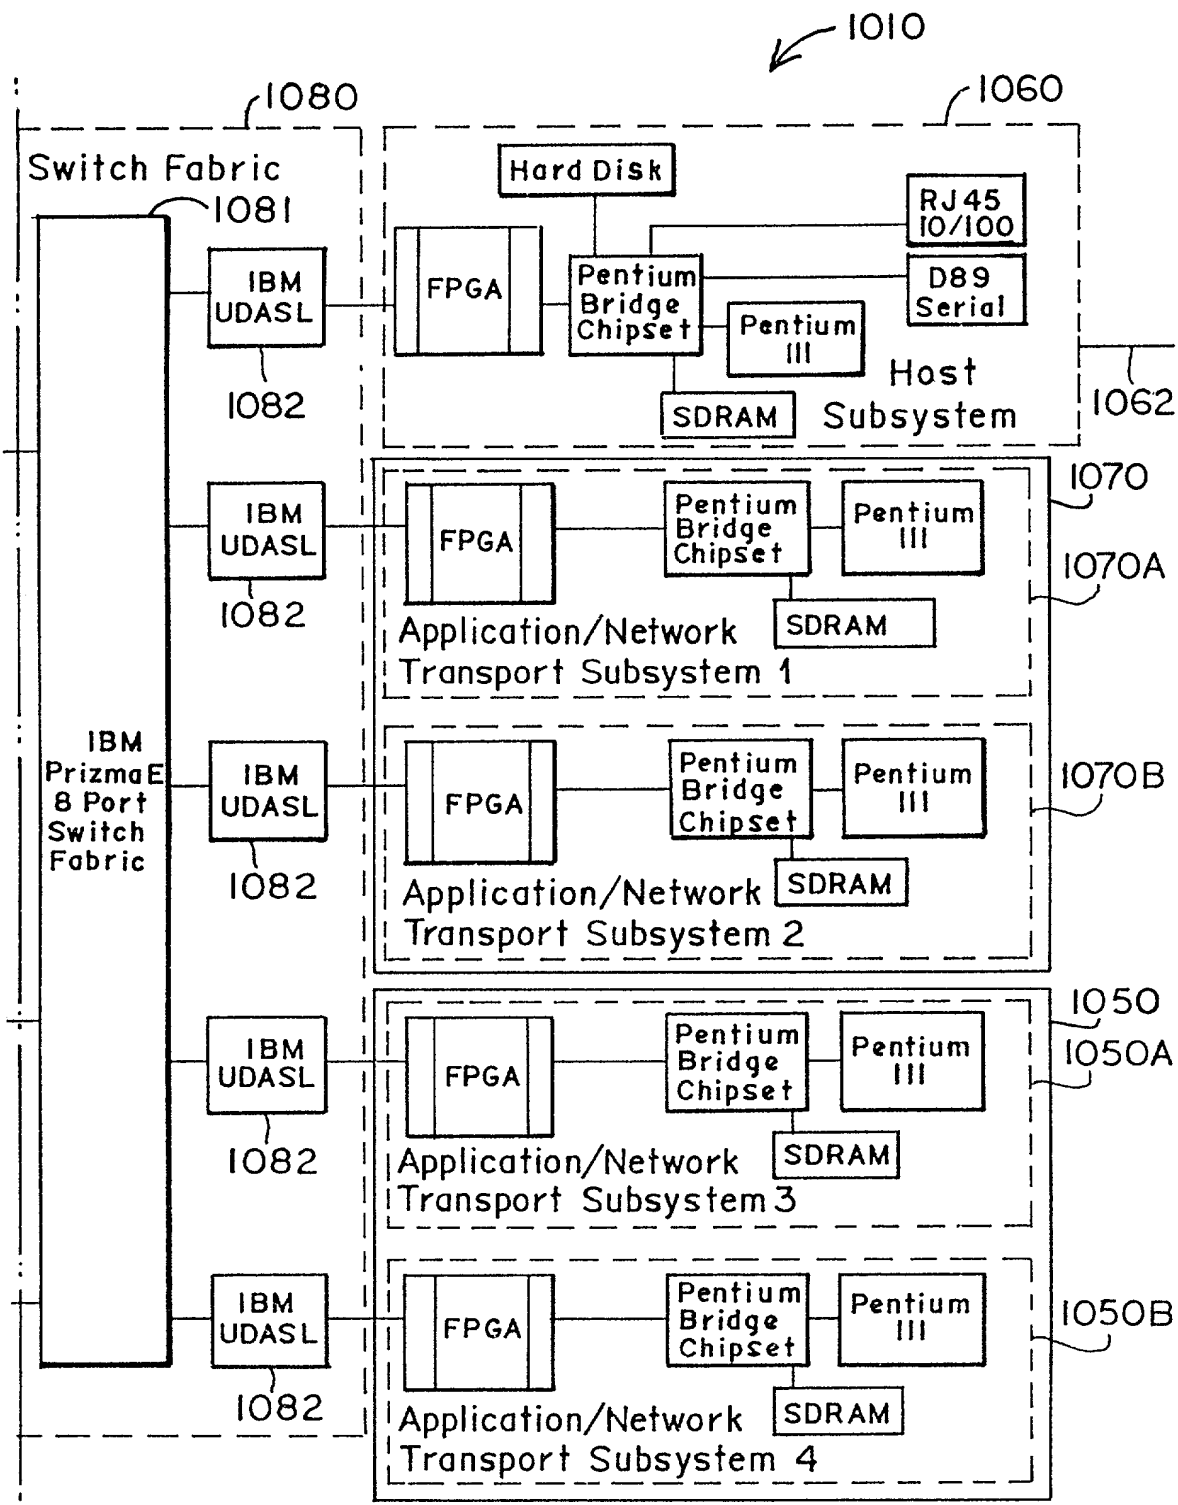 1010
1080
1060
Switch Fabric
1081
Hard Disk
RJ45
10/100
IBM
UDASL
FPGA
Pentium
Bridge
Chipset
D89
Serial
Pentium
III
1082
SDRAM
Host
Subsystem
1062
1070
IBM
UDASL
FPGA
Pentium
Bridge
Chipset
Pentium
III
1070A
1082
SDRAM
Application/Network
Transport Subsystem 1
IBM
PrizmaE
8 Port
Switch
Fabric
IBM
UDASL
FPGA
Pentium
Bridge
Chipset
Pentium
III
1070B
1082
SDRAM
Application/Network
Transport Subsystem 2
1050
IBM
UDASL
FPGA
Pentium
Bridge
Chipset
Pentium
III
1050A
1082
SDRAM
Application/Network
Transport Subsystem 3
IBM
UDASL
FPGA
Pentium
Bridge
Chipset
Pentium
III
1050B
1082
SDRAM
Application/Network
Transport Subsystem 4